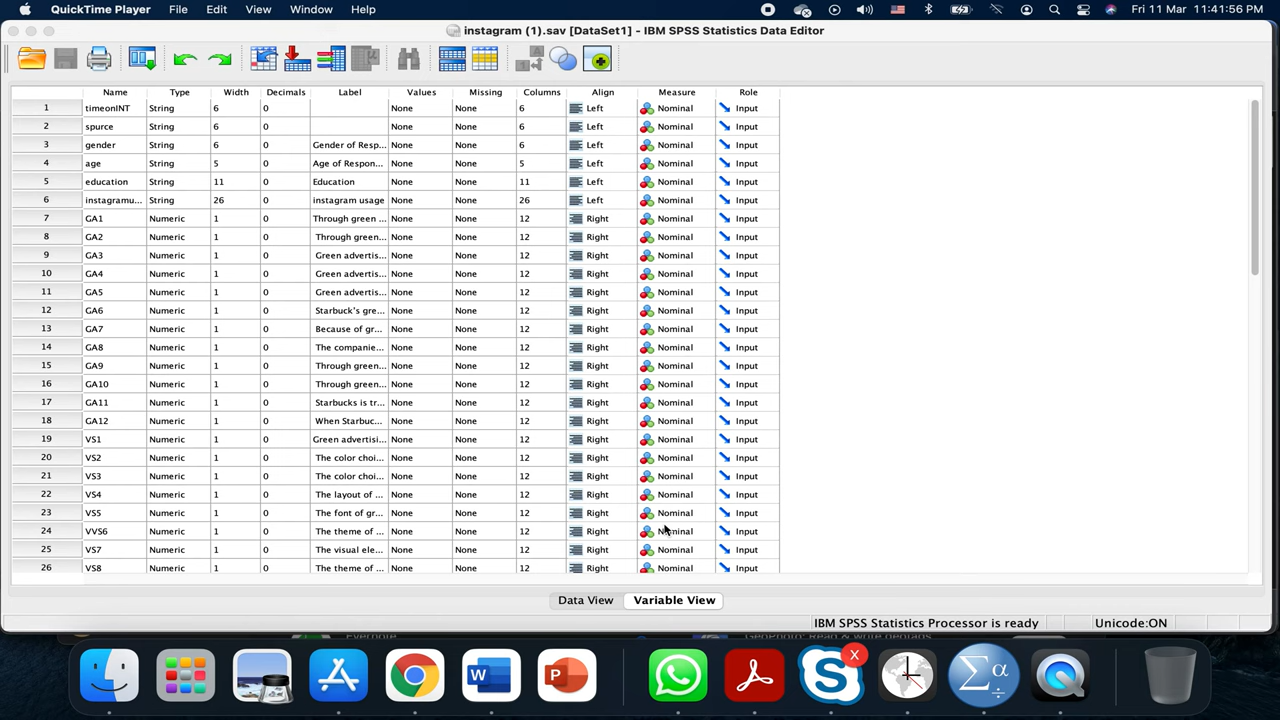 QuickTime Player File Edit View Window Help Fri 11 Mar 11:41:56 PM
instagram (1).sav [DataSet1] - IBM SPSS Statistics Data Editor
Name Type Width Decimals Label Values Missing Columns Align Measure Role
1 timeonINT String 6 0 None None 6 Left Nominal Input
2 spurce String 6 0 None None 6 Left Nominal Input
3 gender String 6 0 Gender of Resp... None None 6 Left Nominal Input
4 age String 5 0 Age of Respon... None None 5 Left Nominal Input
5 education String 11 0 Education None None 11 Left Nominal Input
6 instagramu... String 26 0 instagram usage None None 26 Left Nominal Input
7 GA1 Numeric 1 0 Through green ... None None 12 Right Nominal Input
8 GA2 Numeric 1 0 Through green... None None 12 Right Nominal Input
9 GA3 Numeric 1 0 Green advertis... None None 12 Right Nominal Input
10 GA4 Numeric 1 0 Green advertis... None None 12 Right Nominal Input
11 GA5 Numeric 1 0 Green advertis... None None 12 Right Nominal Input
12 GA6 Numeric 1 0 Starbuck's gre... None None 12 Right Nominal Input
13 GA7 Numeric 1 0 Because of gr... None None 12 Right Nominal Input
14 GA8 Numeric 1 0 The companie... None None 12 Right Nominal Input
15 GA9 Numeric 1 0 Through green... None None 12 Right Nominal Input
16 GA10 Numeric 1 0 Through green... None None 12 Right Nominal Input
17 GA11 Numeric 1 0 Starbucks is tr... None None 12 Right Nominal Input
18 GA12 Numeric 1 0 When Starbuc... None None 12 Right Nominal Input
19 VS1 Numeric 1 0 Green advertisi... None None 12 Right Nominal Input
20 VS2 Numeric 1 0 The color choi... None None 12 Right Nominal Input
21 VS3 Numeric 1 0 The color choi... None None 12 Right Nominal Input
22 VS4 Numeric 1 0 The layout of ... None None 12 Right Nominal Input
23 VS5 Numeric 1 0 The font of gr... None None 12 Right Nominal Input
24 VVS6 Numeric 1 0 The theme of ... None None 12 Right Nominal Input
25 VS7 Numeric 1 0 The visual ele... None None 12 Right Nominal Input
26 VS8 Numeric 1 0 The theme of ... None None 12 Right Nominal Input
Data View Variable View
IBM SPSS Statistics Processor is ready Unicode:ON